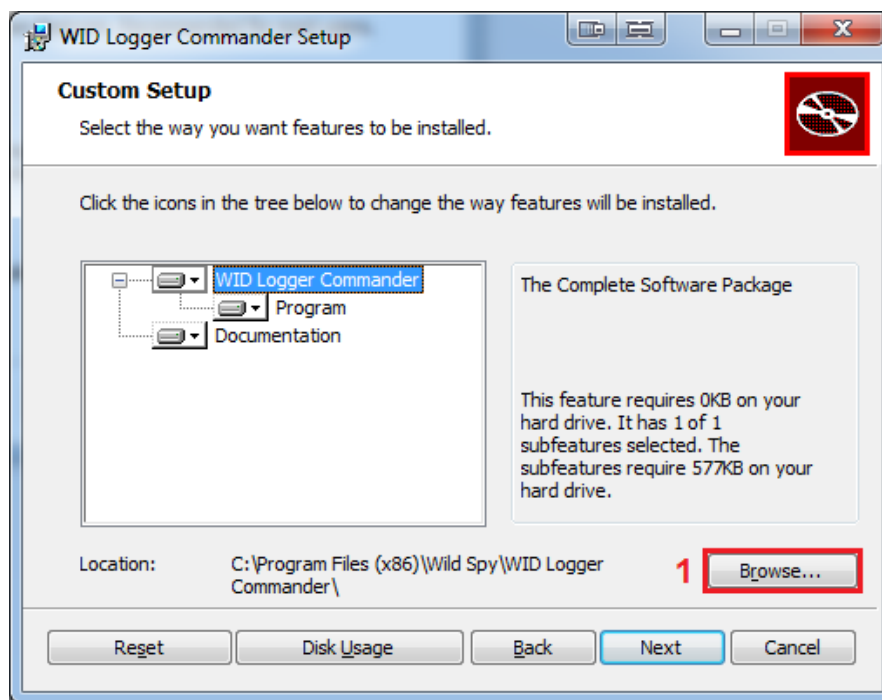 WID Logger Commander Setup
Custom Setup
Select the way you want features to be installed.
Click the icons in the tree below to change the way features will be installed.
WID Logger Commander
Program
Documentation
The Complete Software Package
This feature requires 0KB on your
hard drive. It has 1 of 1
subfeatures selected. The
subfeatures require 577KB on your
hard drive.
Location:
C:\Program Files (x86)\Wild Spy\WID Logger
Commander\
1
Browse...
Reset
Disk Usage
Back
Next
Cancel